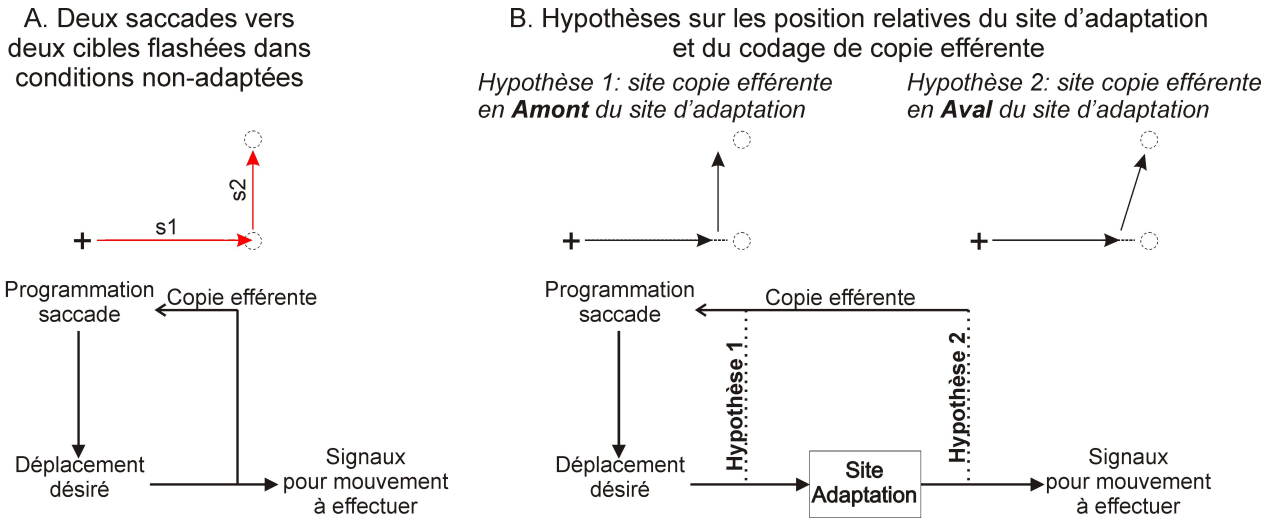 A. Deux saccades vers
deux cibles flashées dans
conditions non-adaptées
s1
s2
Programmation
saccade
Copie efférente
Déplacement
désiré
Signaux
pour mouvement
à effectuer
B. Hypothèses sur les position relatives du site d'adaptation
et du codage de copie efférente
Hypothèse 1: site copie efférente
en Amont du site d'adaptation
Hypothèse 2: site copie efférente
en Aval du site d'adaptation
Programmation
saccade
Copie efférente
Hypothèse 1
Hypothèse 2
Déplacement
désiré
Site
Adaptation
Signaux
pour mouvement
à effectuer